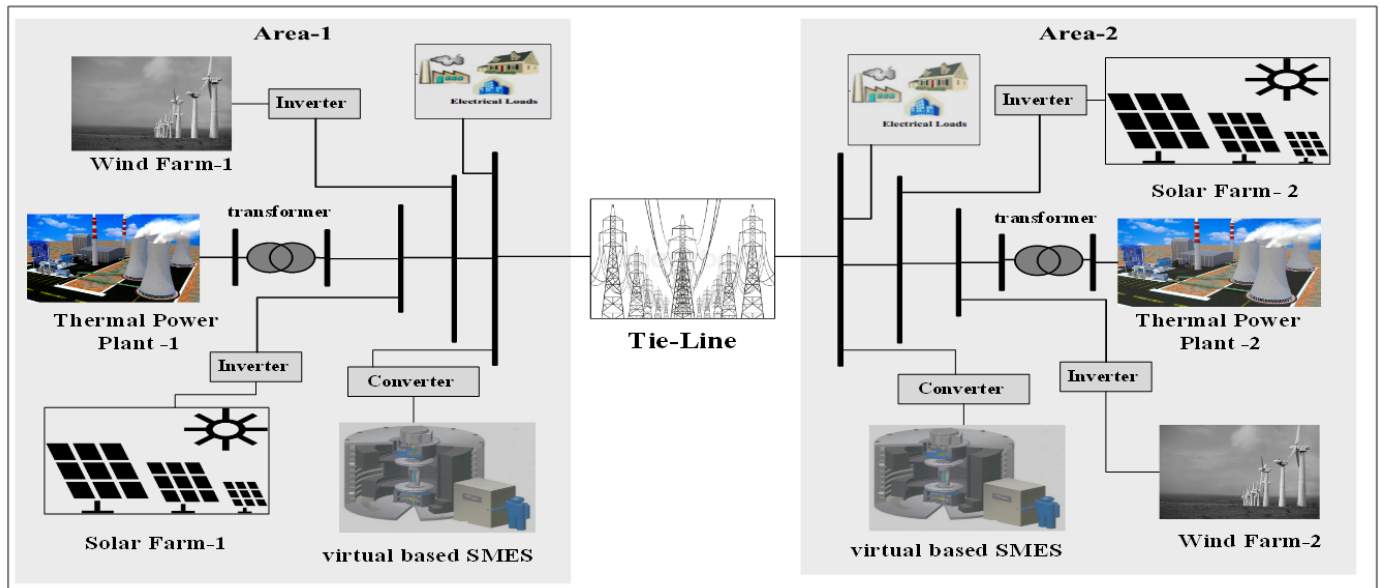 Area-1
Wind Farm-1
Inverter
Electrical Loads
transformer
Thermal Power
Plant -1
Inverter
Solar Farm-1
Converter
virtual based SMES
Tie-Line
Area-2
Electrical Loads
Inverter
Solar Farm- 2
transformer
Thermal Power
Plant -2
Inverter
Converter
virtual based SMES
Wind Farm-2